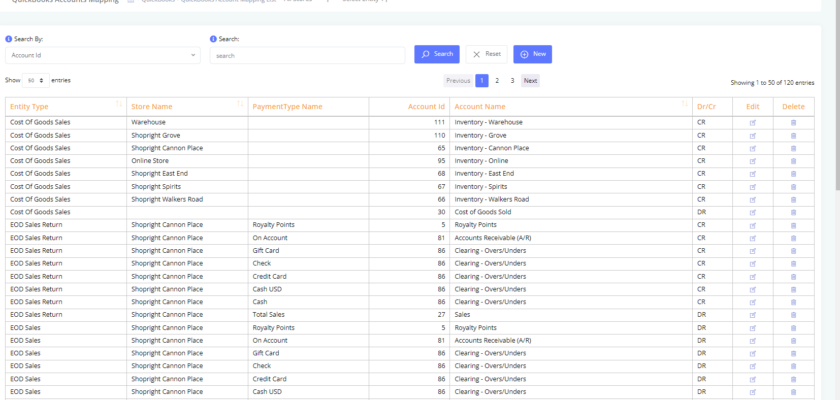 QuickBooks Accounts Mapping
Search By: Search:
Account Id search Search Reset New
Show 50 entries Previous 1 2 3 Next Showing 1 to 50 of 120 entries
Entity Type Store Name PaymentType Name Account Id Account Name Dr/Cr Edit Delete
Cost Of Goods Sales Warehouse 111 Inventory - Warehouse CR
Cost Of Goods Sales Shopright Grove 110 Inventory - Grove CR
Cost Of Goods Sales Shopright Cannon Place 65 Inventory - Cannon Place CR
Cost Of Goods Sales Online Store 95 Inventory - Online CR
Cost Of Goods Sales Shopright East End 68 Inventory - East End CR
Cost Of Goods Sales Shopright Spirits 67 Inventory - Spirits CR
Cost Of Goods Sales Shopright Walkers Road 66 Inventory - Walkers Road CR
Cost Of Goods Sales 30 Cost of Goods Sold DR
EOD Sales Return Shopright Cannon Place Royalty Points 5 Royalty Points CR
EOD Sales Return Shopright Cannon Place On Account 81 Accounts Receivable (A/R) CR
EOD Sales Return Shopright Cannon Place Gift Card 86 Clearing - Overs/Unders CR
EOD Sales Return Shopright Cannon Place Check 86 Clearing - Overs/Unders CR
EOD Sales Return Shopright Cannon Place Credit Card 86 Clearing - Overs/Unders CR
EOD Sales Return Shopright Cannon Place Cash USD 86 Clearing - Overs/Unders CR
EOD Sales Return Shopright Cannon Place Cash 86 Clearing - Overs/Unders CR
EOD Sales Return Shopright Cannon Place Total Sales 27 Sales DR
EOD Sales Shopright Cannon Place Royalty Points 5 Royalty Points DR
EOD Sales Shopright Cannon Place On Account 81 Accounts Receivable (A/R) DR
EOD Sales Shopright Cannon Place Gift Card 86 Clearing - Overs/Unders DR
EOD Sales Shopright Cannon Place Check 86 Clearing - Overs/Unders DR
EOD Sales Shopright Cannon Place Credit Card 86 Clearing - Overs/Unders DR
EOD Sales Shopright Cannon Place Cash USD 86 Clearing - Overs/Unders DR